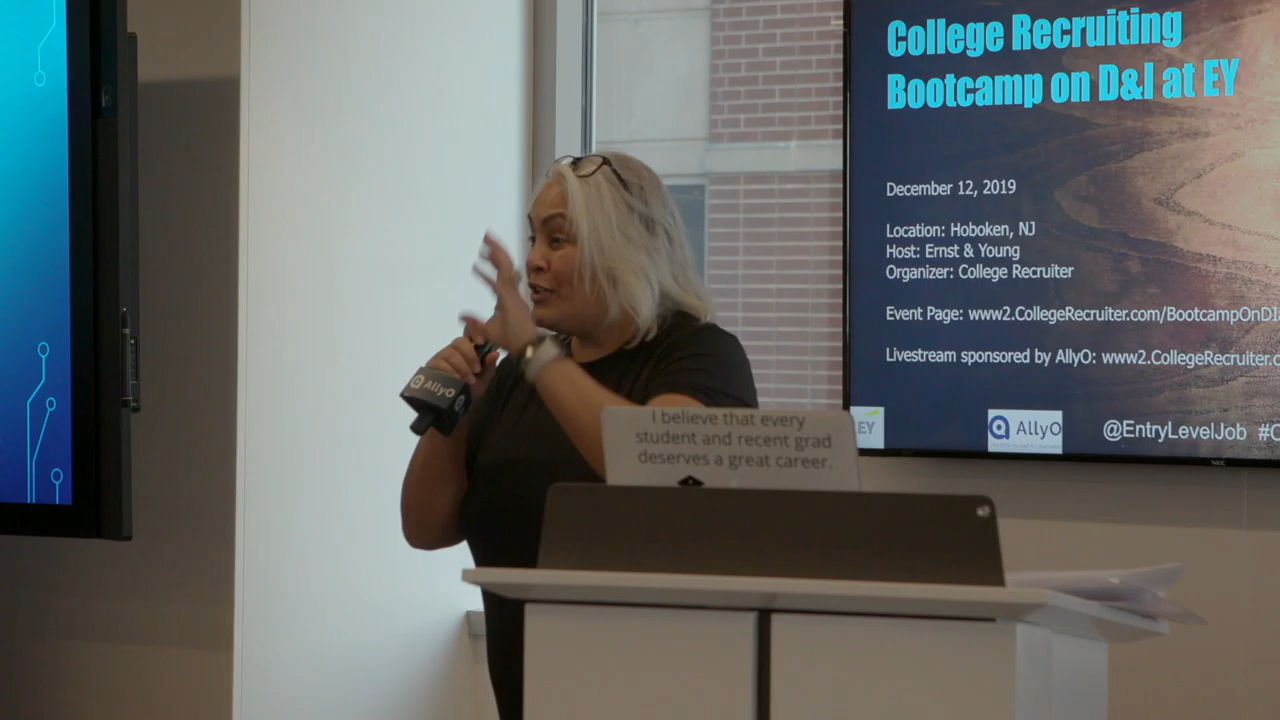 College Recruiting
Bootcamp on D&I at EY
December 12, 2019
Location: Hoboken, NJ
Host: Ernst & Young
Organizer: College Recruiter
Event Page: www2.CollegeRecruiter.com/BootcampOnDI
Livestream sponsored by AllyO: www2.CollegeRecruiter.
EY
AllyO
@EntryLevelJob
AllyO
I believe that every
student and recent grad
deserves a great career.